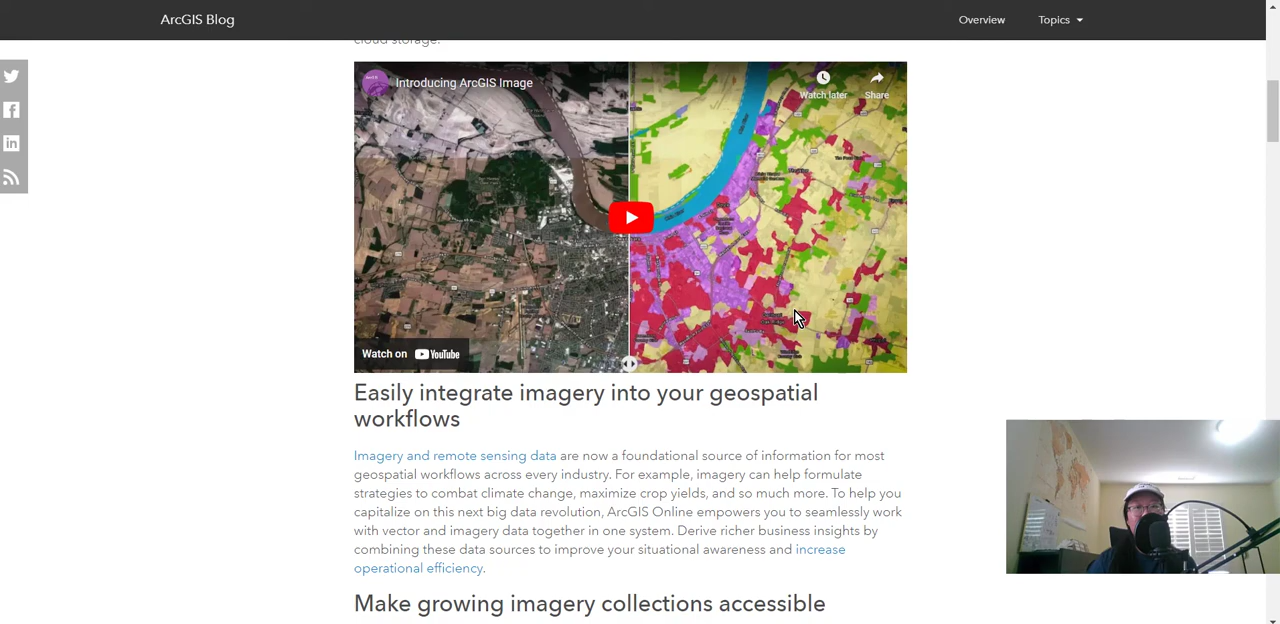 ArcGIS Blog
Overview
Topics
cloud storage.
Introducing ArcGIS Image
Watch later
Share
Watch on YouTube
Easily integrate imagery into your geospatial
workflows
Imagery and remote sensing data are now a foundational source of information for most
geospatial workflows across every industry. For example, imagery can help formulate
strategies to combat climate change, maximize crop yields, and so much more. To help you
capitalize on this next big data revolution, ArcGIS Online empowers you to seamlessly work
with vector and imagery data together in one system. Derive richer business insights by
combining these data sources to improve your situational awareness and increase
operational efficiency.
Make growing imagery collections accessible